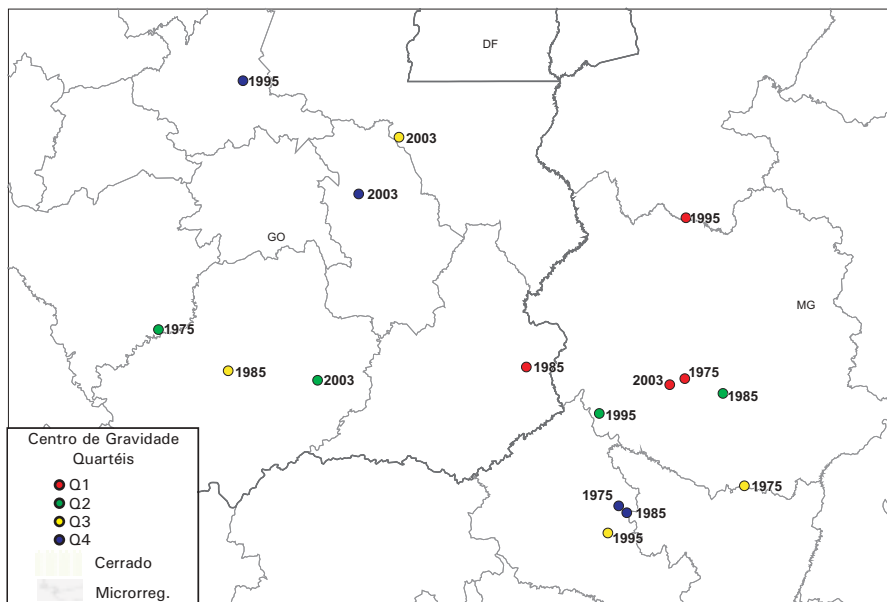 DF
1995
2003
2003
1995
GO
MG
1975
1985
2003
1985
1975
2003
1985
1995
1975
1975
1985
1995
Centro de Gravidade
Quartéis
Q1
Q2
Q3
Q4
Cerrado
Microrreg.